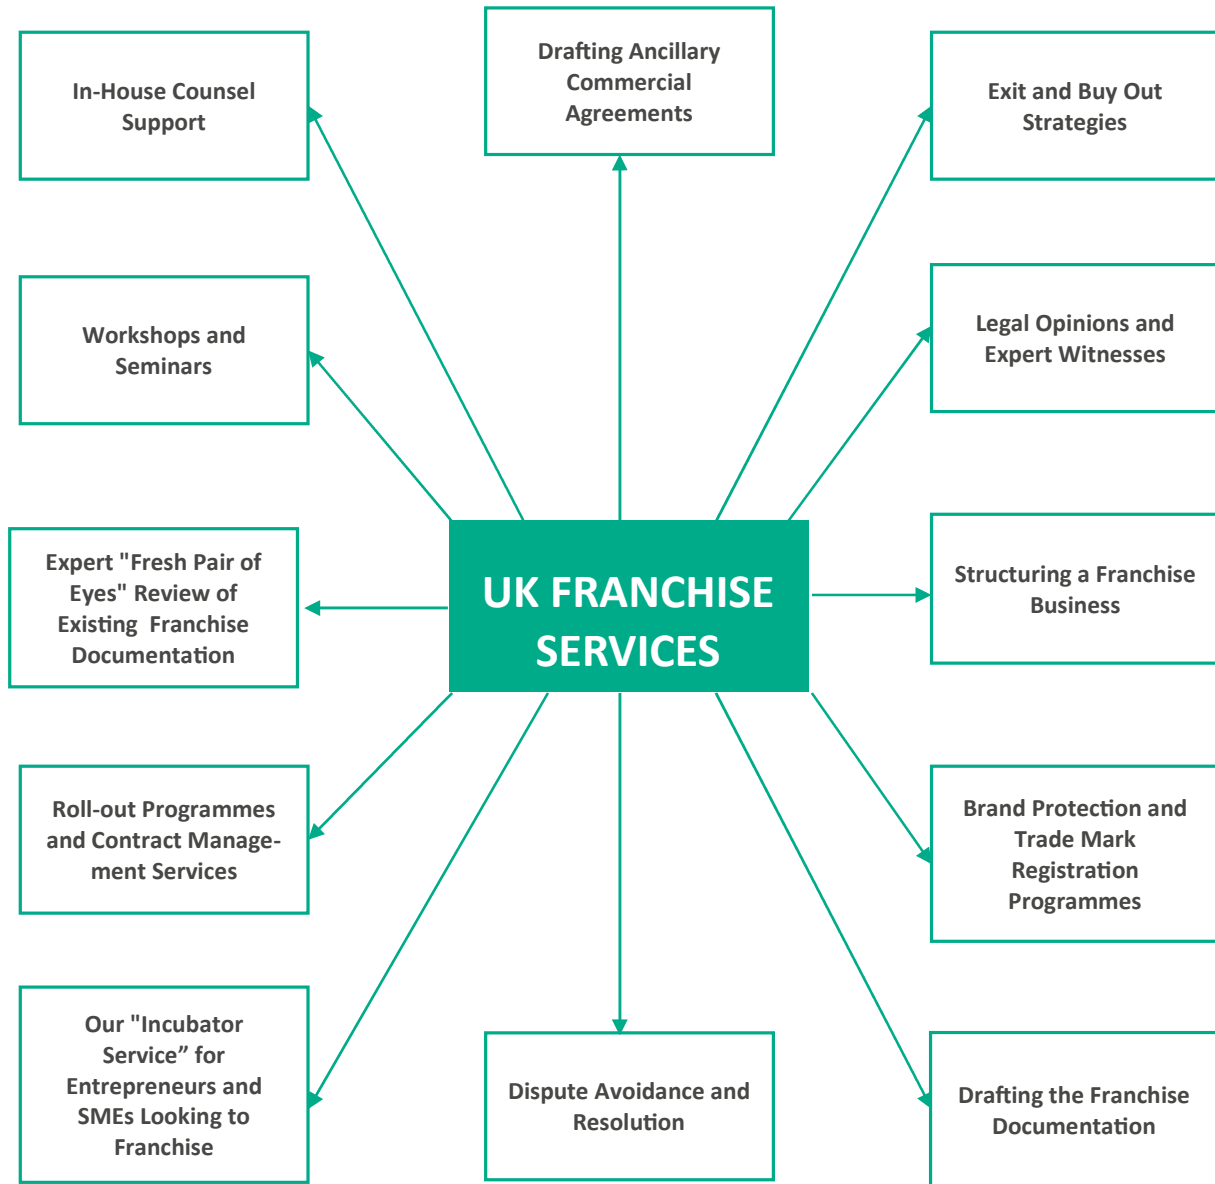 In-House Counsel
Support
Drafting Ancillary
Commercial
Agreements
Exit and Buy Out
Strategies
Workshops and
Seminars
Legal Opinions and
Expert Witnesses
Expert "Fresh Pair of
Eyes" Review of
Existing  Franchise
Documentation
UK FRANCHISE
SERVICES
Structuring a Franchise
Business
Roll-out Programmes
and Contract Manage-
ment Services
Brand Protection and
Trade Mark
Registration
Programmes
Our "Incubator
Service” for
Entrepreneurs and
SMEs Looking to
Franchise
Dispute Avoidance and
Resolution
Drafting the Franchise
Documentation